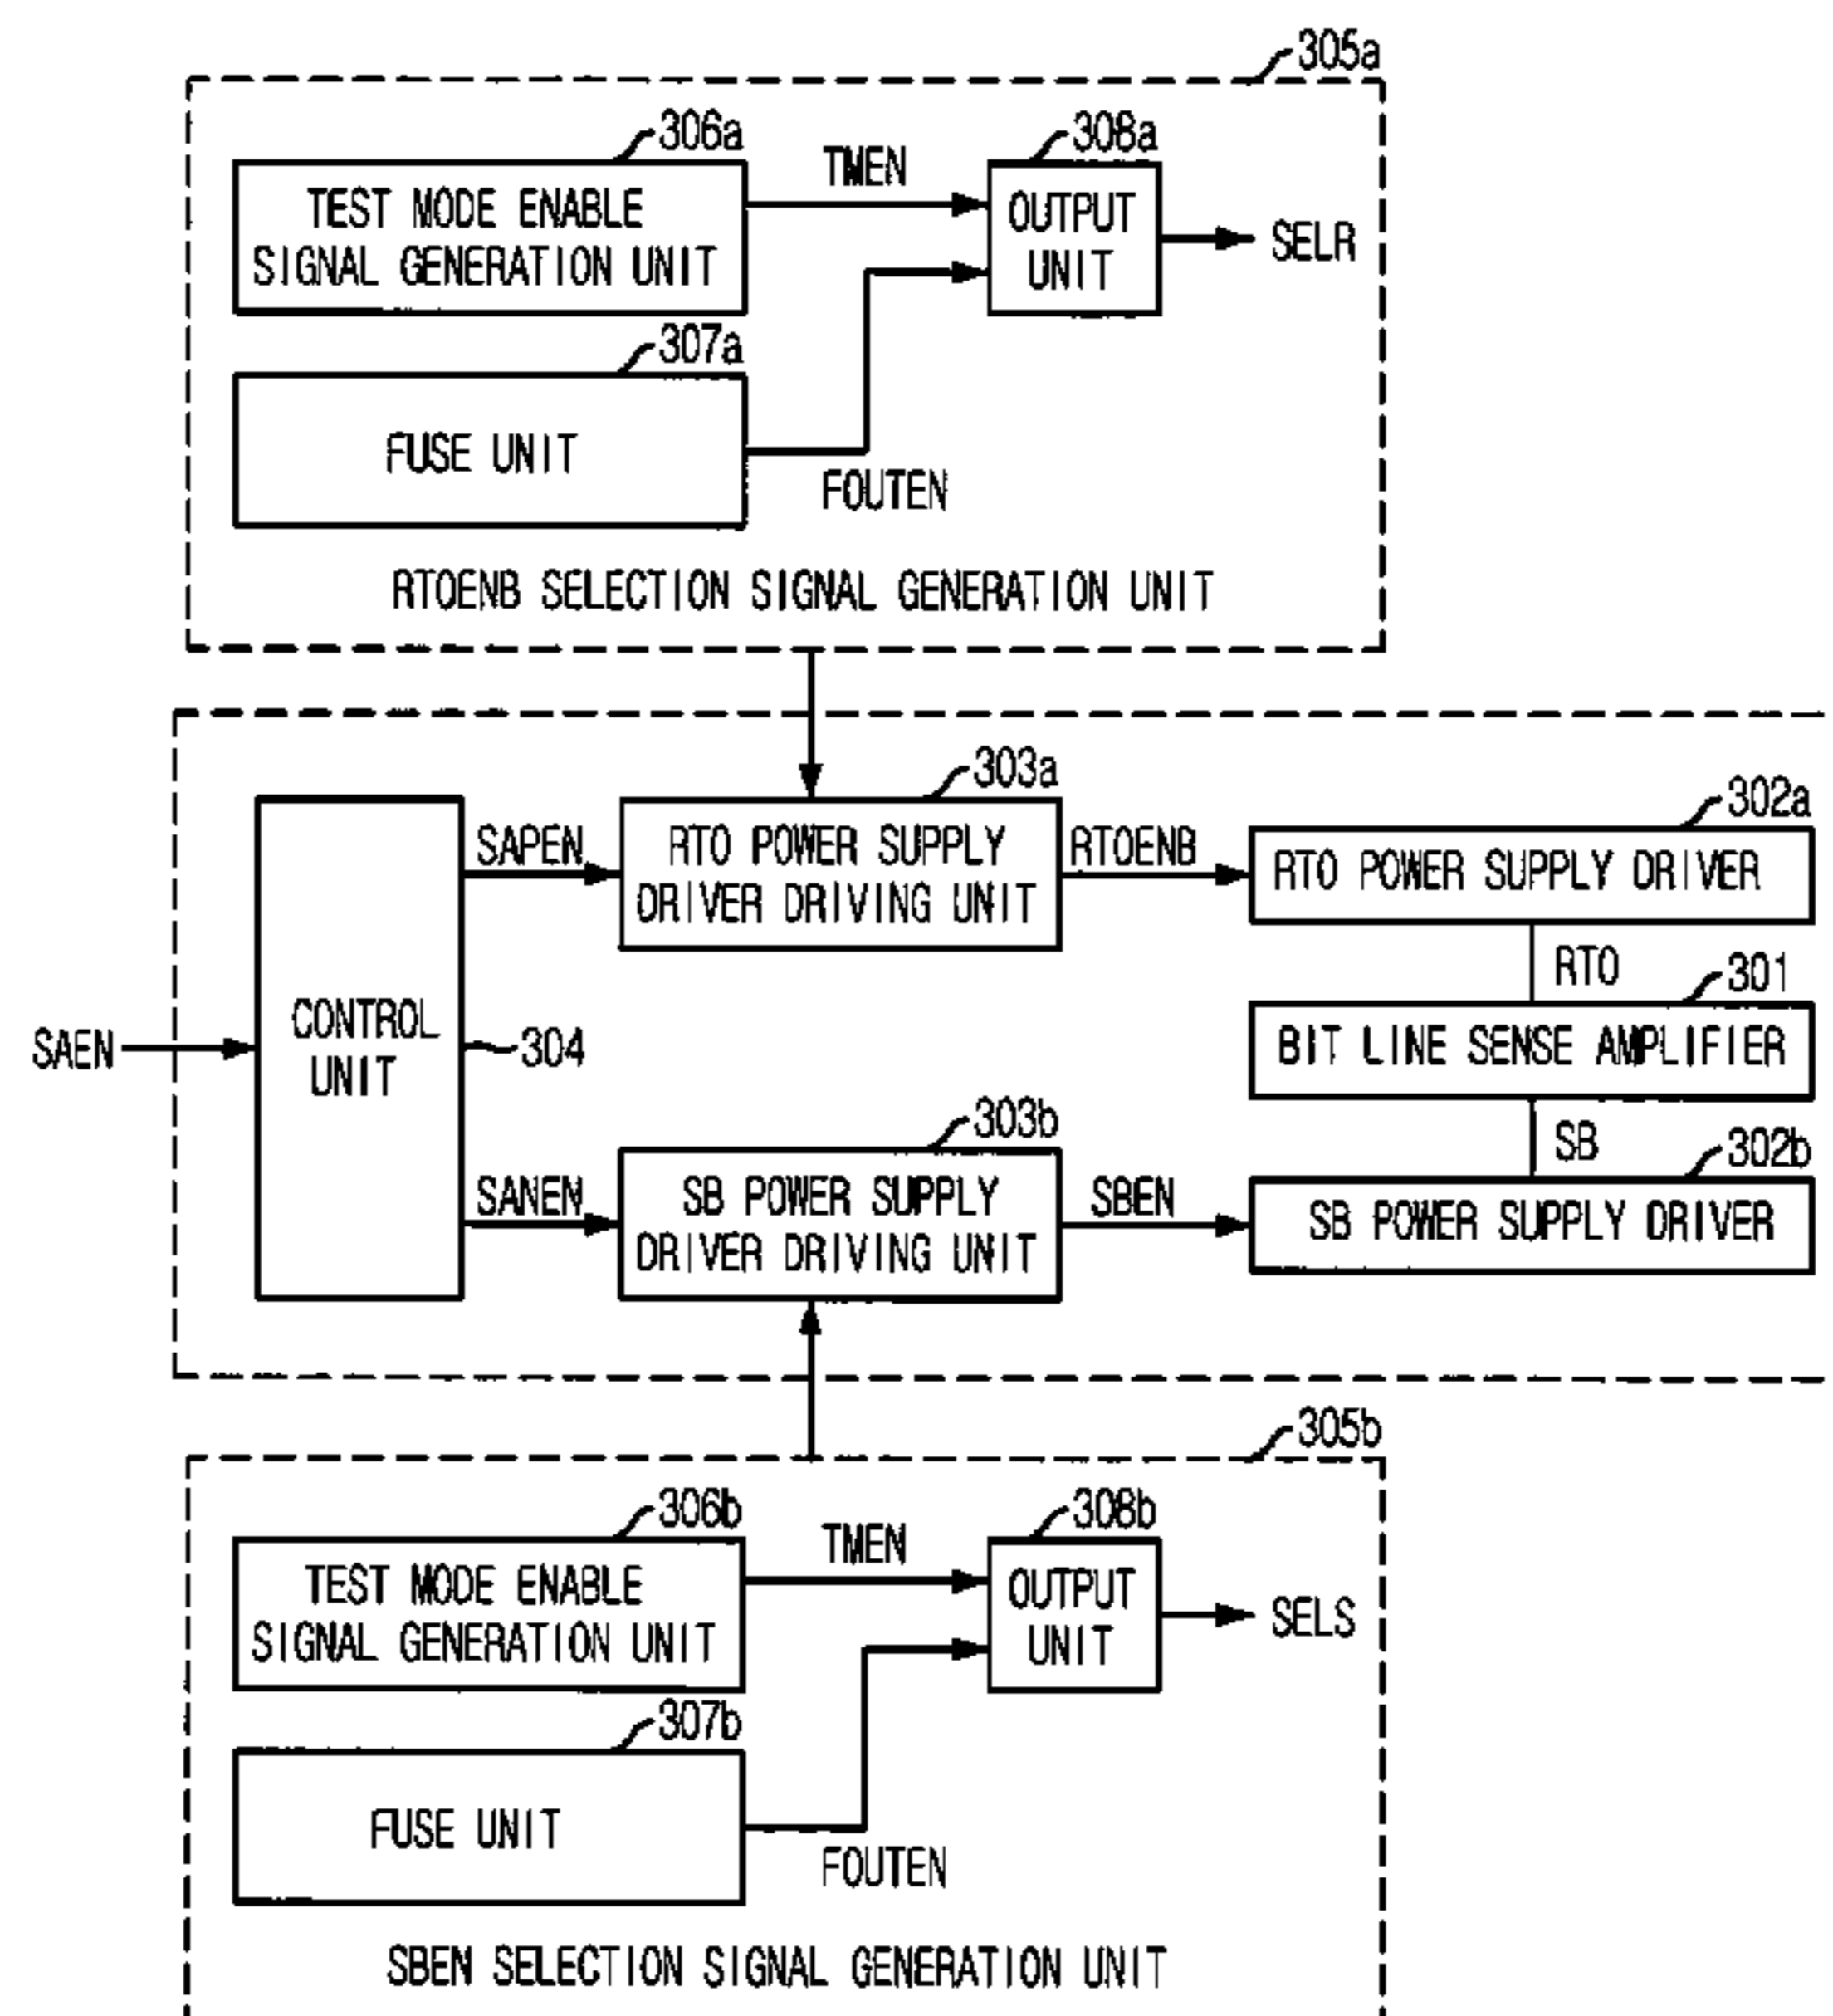 305a
306a
TEST MODE ENABLE
SIGNAL GENERATION UNIT
TMEN
308a
OUTPUT
UNIT
SELR
307a
FUSE UNIT
FOUTEN
RTOENB SELECTION SIGNAL GENERATION UNIT
SAEN
CONTROL
UNIT
304
SAPEN
303a
RTO POWER SUPPLY
DRIVER DRIVING UNIT
RTOENB
302a
RTO POWER SUPPLY DRIVER
RTO
301
BIT LINE SENSE AMPLIFIER
SB
302b
SB POWER SUPPLY DRIVER
SANEN
303b
SB POWER SUPPLY
DRIVER DRIVING UNIT
SBEN
305b
306b
TEST MODE ENABLE
SIGNAL GENERATION UNIT
TMEN
308b
OUTPUT
UNIT
SELS
307b
FUSE UNIT
FOUTEN
SBEM SELECTION SIGNAL GENERATION UNIT